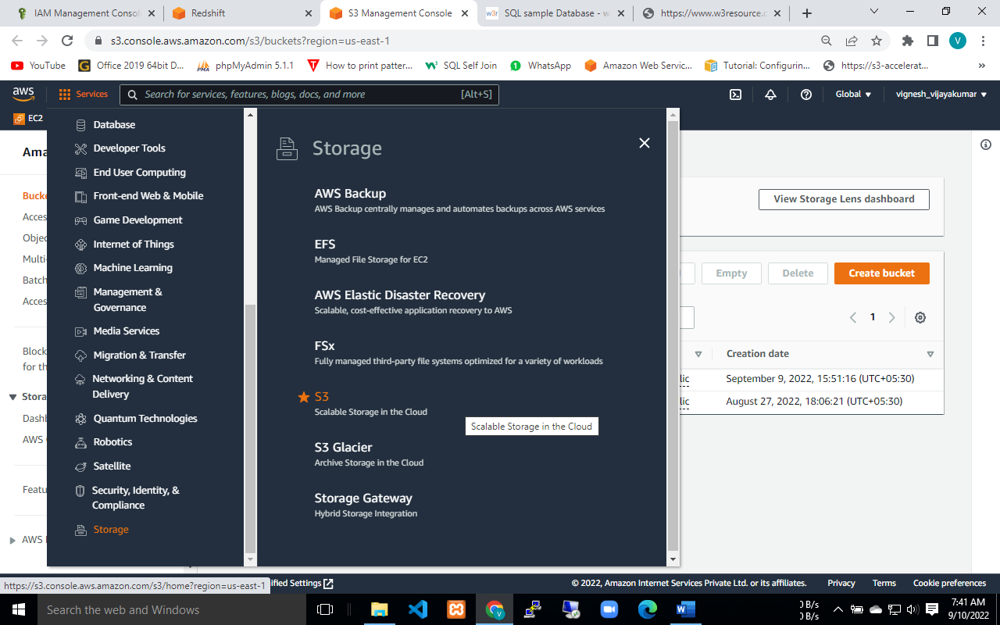 IAM Management Consol
Redshift
S3 Management Console
w3r
SQL sample Database - w
https://www.w3resource.c
s3.console.aws.amazon.com/s3/buckets?region=us-east-1
V
YouTube
Office 2019 64bit D...
phpMyAdmin 5.1.1
How to print patter...
SQL Self Join
WhatsApp
Amazon Web Servic...
Tutorial: Configurin...
https://s3-accelerat...
»
aws
Services
Search for services, features, blogs, docs, and more
[Alt+S]
Global
vignesh_vijayakumar
EC2
Ama
Bucke
Acces
Objec
Multi-
Batch
Acces
Block
for th
Stora
Dashb
AWS
Featu
AWS
Database
Developer Tools
End User Computing
Front-end Web & Mobile
Game Development
Internet of Things
Machine Learning
Management &
Governance
Media Services
Migration & Transfer
Networking & Content
Delivery
Quantum Technologies
Robotics
Satellite
Security, Identity, &
Compliance
Storage
Storage
AWS Backup
AWS Backup centrally manages and automates backups across AWS services
EFS
Managed File Storage for EC2
AWS Elastic Disaster Recovery
Scalable, cost-effective application recovery to AWS
FSx
Fully managed third-party file systems optimized for a variety of workloads
S3
Scalable Storage in the Cloud
Scalable Storage in the Cloud
S3 Glacier
Archive Storage in the Cloud
Storage Gateway
Hybrid Storage Integration
View Storage Lens dashboard
Empty
Delete
Create bucket
1
Creation date
lic
September 9, 2022, 15:51:16 (UTC+05:30)
lic
August 27, 2022, 18:06:21 (UTC+05:30)
https://s3.console.aws.amazon.com/s3/home?region=us-east-1
ified Settings
© 2022, Amazon Internet Services Private Ltd. or its affiliates.
Privacy
Terms
Cookie preferences
Search the web and Windows
0 B/s
0 B/s
7:41 AM
9/10/2022